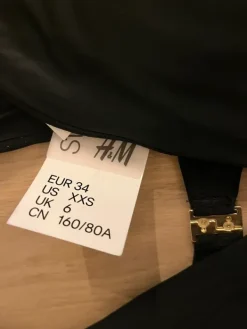 H&M
EUR 34
US XXS
UK 6
CN 160/80A